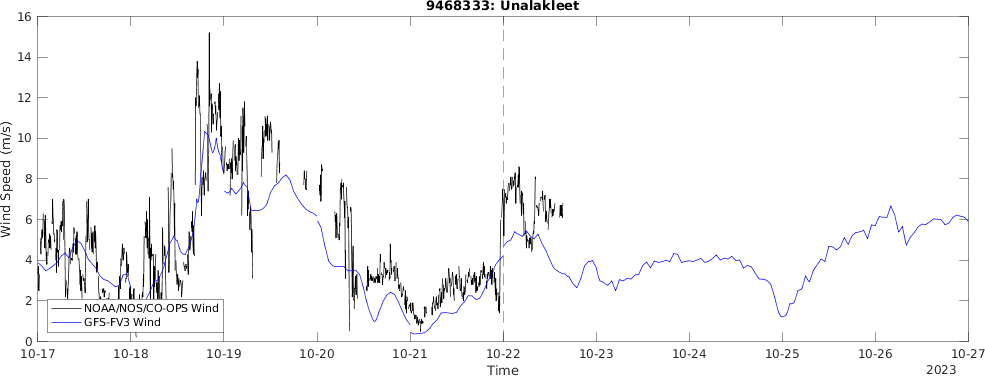 9468333: Unalakleet
16
14
12
10
8
6
4
2
0
Wind Speed (m/s)
NOAA/NOS/CO-OPS Wind
GFS-FV3 Wind
10-17 10-18 10-19 10-20 10-21 10-22 10-23 10-24 10-25 10-26 10-27
Time
2023